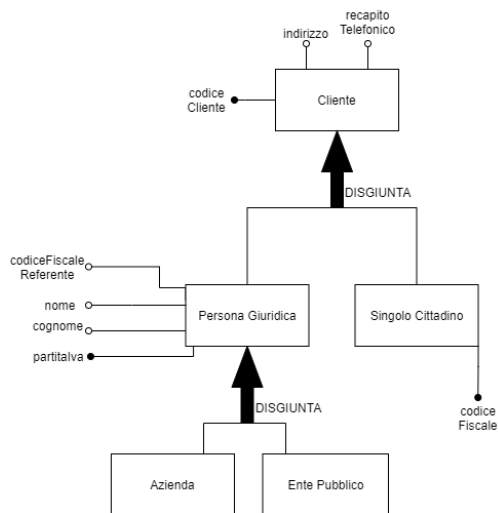 recapito
indirizzo
Telefonico
codice
Cliente
Cliente
DISGIUNTA
codiceFiscale
Referente
nome
Persona Giuridica
Singolo Cittadino
cognome
partitaIva
DISGIUNTA
codice
Fiscale
Azienda
Ente Pubblico